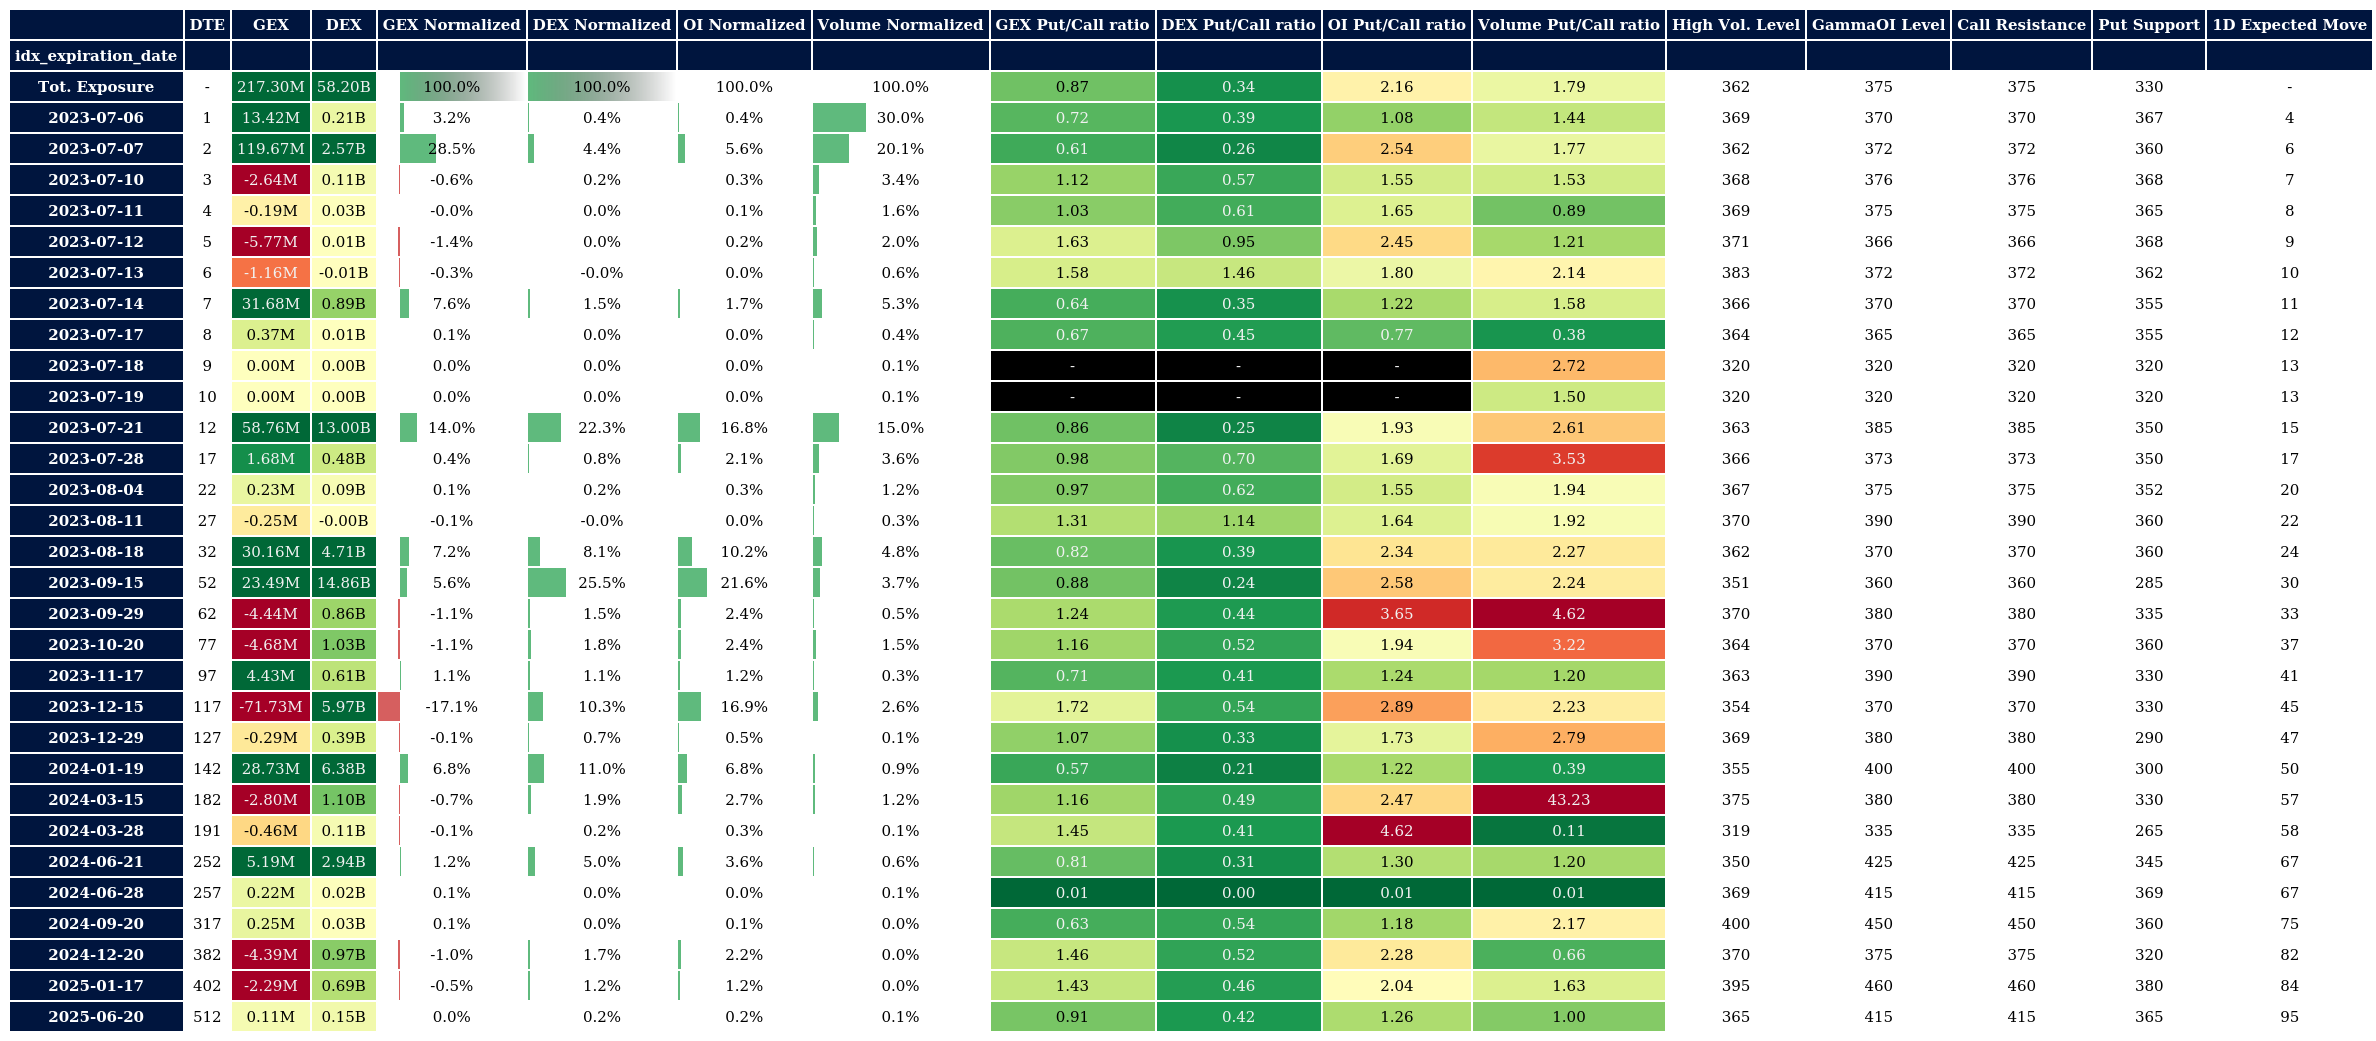 DTE GEX DEX GEX Normalized DEX Normalized OI Normalized Volume Normalized GEX Put/Call ratio DEX Put/Call ratio OI Put/Call ratio Volume Put/Call ratio High Vol. Level GammaOI Level Call Resistance Put Support 1D Expected Move
idx_expiration_date
Tot. Exposure - 217.30M 58.20B 100.0% 100.0% 100.0% 100.0% 0.87 0.34 2.16 1.79 362 375 375 330 -
2023-07-06 1 13.42M 0.21B 3.2% 0.4% 0.4% 30.0% 0.72 0.39 1.08 1.44 369 370 370 367 4
2023-07-07 2 119.67M 2.57B 28.5% 4.4% 5.6% 20.1% 0.61 0.26 2.54 1.77 362 372 372 360 6
2023-07-10 3 -2.64M 0.11B -0.6% 0.2% 0.3% 3.4% 1.12 0.57 1.55 1.53 368 376 376 368 7
2023-07-11 4 -0.19M 0.03B -0.0% 0.0% 0.1% 1.6% 1.03 0.61 1.65 0.89 369 375 375 365 8
2023-07-12 5 -5.77M 0.01B -1.4% 0.0% 0.2% 2.0% 1.63 0.95 2.45 1.21 371 366 366 368 9
2023-07-13 6 -1.16M -0.01B -0.3% -0.0% 0.0% 0.6% 1.58 1.46 1.80 2.14 383 372 372 362 10
2023-07-14 7 31.68M 0.89B 7.6% 1.5% 1.7% 5.3% 0.64 0.35 1.22 1.58 366 370 370 355 11
2023-07-17 8 0.37M 0.01B 0.1% 0.0% 0.0% 0.4% 0.67 0.45 0.77 0.38 364 365 365 355 12
2023-07-18 9 0.00M 0.00B 0.0% 0.0% 0.0% 0.1% - - - 2.72 320 320 320 320 13
2023-07-19 10 0.00M 0.00B 0.0% 0.0% 0.0% 0.1% - - - 1.50 320 320 320 320 13
2023-07-21 12 58.76M 13.00B 14.0% 22.3% 16.8% 15.0% 0.86 0.25 1.93 2.61 363 385 385 350 15
2023-07-28 17 1.68M 0.48B 0.4% 0.8% 2.1% 3.6% 0.98 0.70 1.69 3.53 366 373 373 350 17
2023-08-04 22 0.23M 0.09B 0.1% 0.2% 0.3% 1.2% 0.97 0.62 1.55 1.94 367 375 375 352 20
2023-08-11 27 -0.25M -0.00B -0.1% -0.0% 0.0% 0.3% 1.31 1.14 1.64 1.92 370 390 390 360 22
2023-08-18 32 30.16M 4.71B 7.2% 8.1% 10.2% 4.8% 0.82 0.39 2.34 2.27 362 370 370 360 24
2023-09-15 52 23.49M 14.86B 5.6% 25.5% 21.6% 3.7% 0.88 0.24 2.58 2.24 351 360 360 285 30
2023-09-29 62 -4.44M 0.86B -1.1% 1.5% 2.4% 0.5% 1.24 0.44 3.65 4.62 370 380 380 335 33
2023-10-20 77 -4.68M 1.03B -1.1% 1.8% 2.4% 1.5% 1.16 0.52 1.94 3.22 364 370 370 360 37
2023-11-17 97 4.43M 0.61B 1.1% 1.1% 1.2% 0.3% 0.71 0.41 1.24 1.20 363 390 390 330 41
2023-12-15 117 -71.73M 5.97B -17.1% 10.3% 16.9% 2.6% 1.72 0.54 2.89 2.23 354 370 370 330 45
2023-12-29 127 -0.29M 0.39B -0.1% 0.7% 0.5% 0.1% 1.07 0.33 1.73 2.79 369 380 380 290 47
2024-01-19 142 28.73M 6.38B 6.8% 11.0% 6.8% 0.9% 0.57 0.21 1.22 0.39 355 400 400 300 50
2024-03-15 182 -2.80M 1.10B -0.7% 1.9% 2.7% 1.2% 1.16 0.49 2.47 43.23 375 380 380 330 57
2024-03-28 191 -0.46M 0.11B -0.1% 0.2% 0.3% 0.1% 1.45 0.41 4.62 0.11 319 335 335 265 58
2024-06-21 252 5.19M 2.94B 1.2% 5.0% 3.6% 0.6% 0.81 0.31 1.30 1.20 350 425 425 345 67
2024-06-28 257 0.22M 0.02B 0.1% 0.0% 0.0% 0.1% 0.01 0.00 0.01 0.01 369 415 415 369 67
2024-09-20 317 0.25M 0.03B 0.1% 0.0% 0.1% 0.0% 0.63 0.54 1.18 2.17 400 450 450 360 75
2024-12-20 382 -4.39M 0.97B -1.0% 1.7% 2.2% 0.0% 1.46 0.52 2.28 0.66 370 375 375 320 82
2025-01-17 402 -2.29M 0.69B -0.5% 1.2% 1.2% 0.0% 1.43 0.46 2.04 1.63 395 460 460 380 84
2025-06-20 512 0.11M 0.15B 0.0% 0.2% 0.2% 0.1% 0.91 0.42 1.26 1.00 365 415 415 365 95